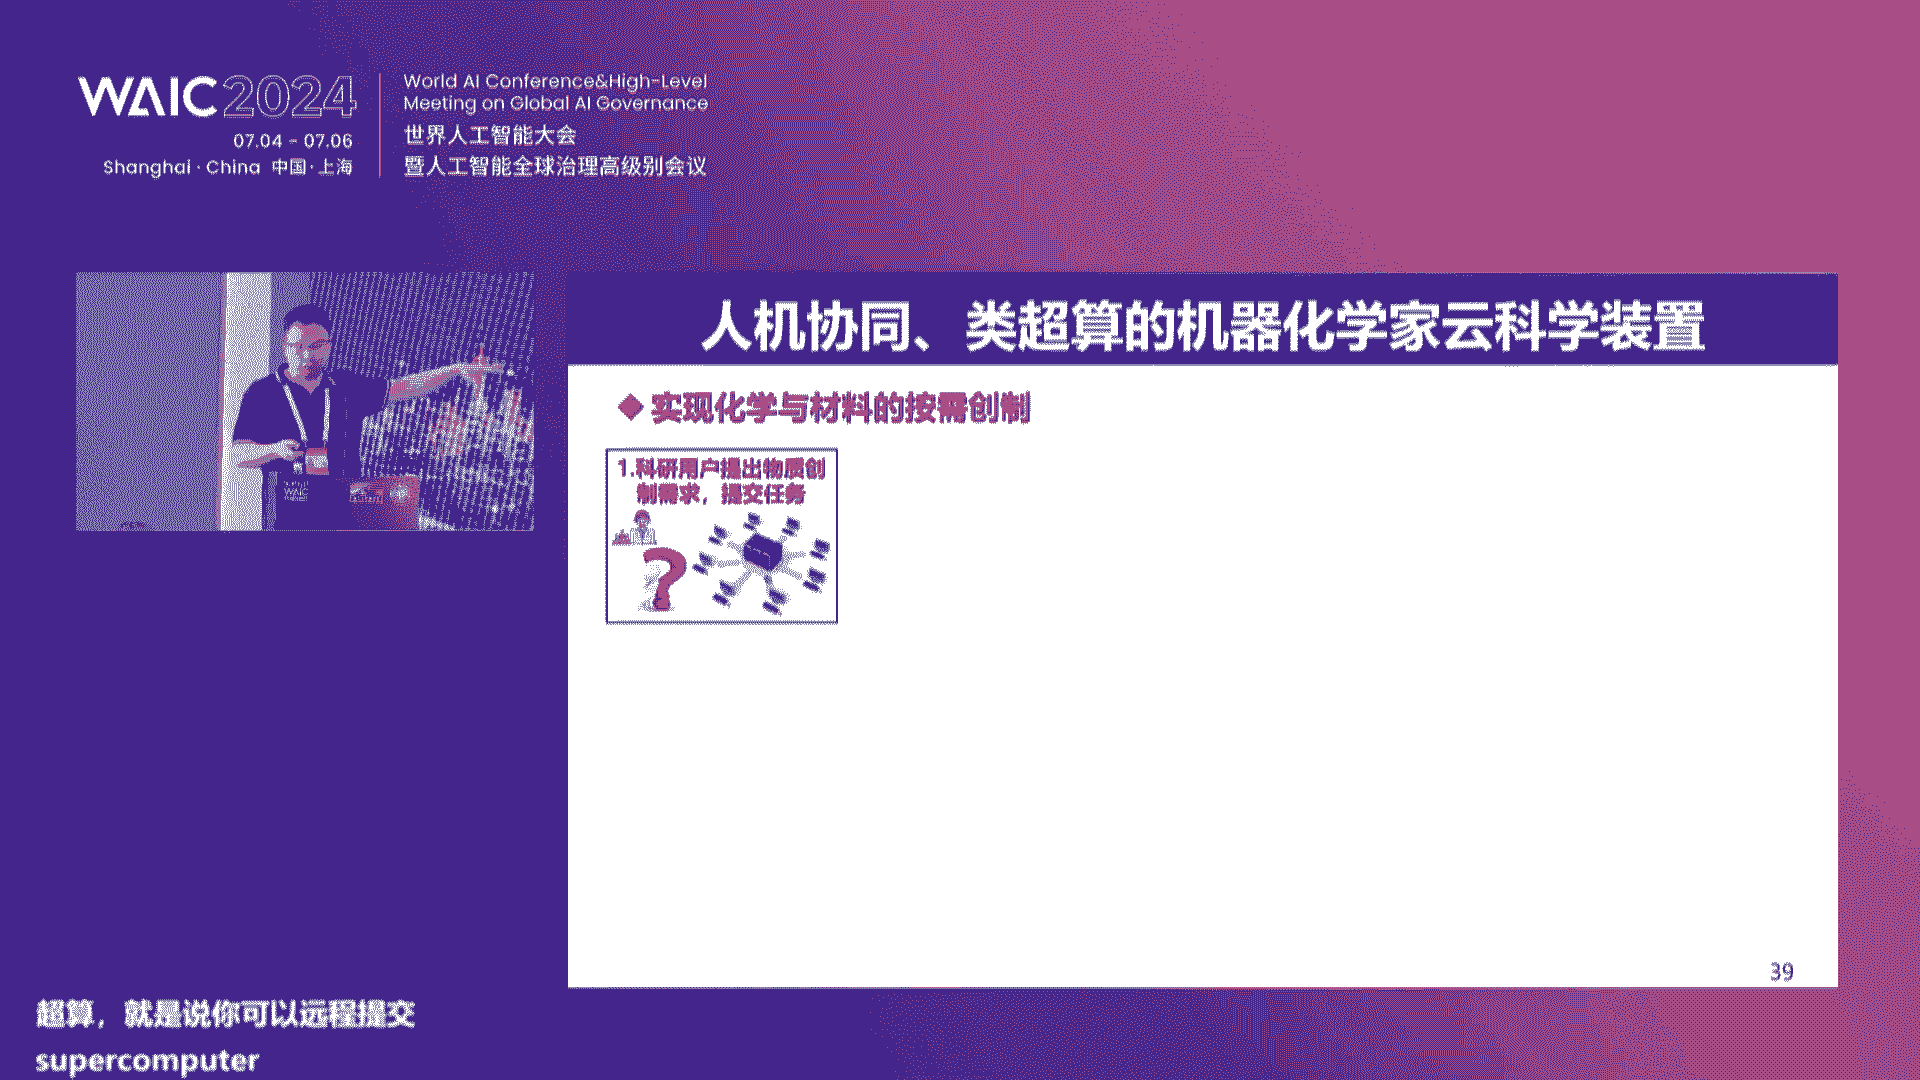 WAIC 2024
07.04 - 07.06
Shanghai · China 中国·上海
World AI Conference&High-Level
Meeting on Global AI Governance
世界人工智能大会
暨人工智能全球治理高级别会议
人机协同、类超算的机器化学家云科学装置
◆ 实现化学与材料的按需创制
1.科研用户提出物质创
制需求，提交任务
WAIC
39
超算，就是说你可以远程提交
supercomputer